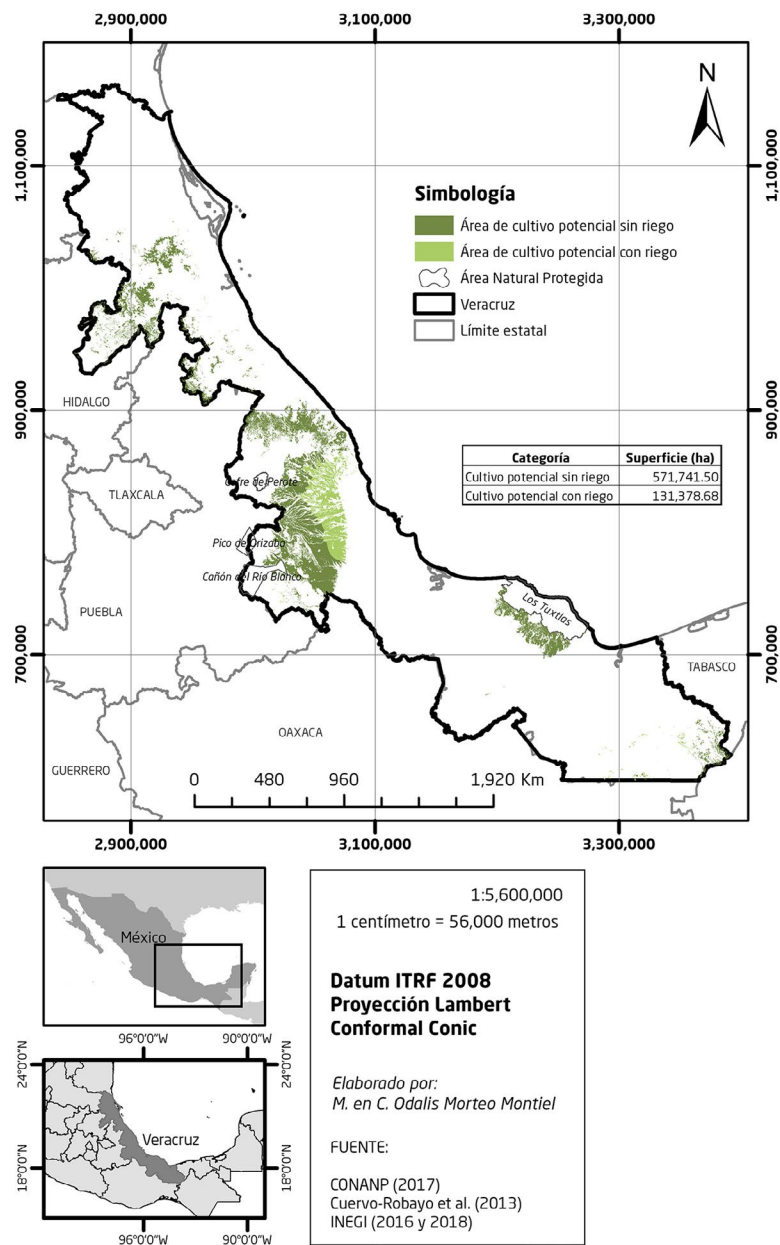 2,900,000 3,100,000 3,300,000
N
1,100,000 1,100,000
Simbología
Área de cultivo potencial sin riego
Área de cultivo potencial con riego
Área Natural Protegida
Veracruz
Límite estatal
HIDALGO
900,000 900,000
Categoría Superficie (ha)
Cultivo potencial sin riego 571,741.50
Cultivo potencial con riego 131,378.68
TLAXCALA
Cofre de Perote
Pico de Orizaba
Cañón del Río Blanco
Los Tuxtlas
PUEBLA
700,000 700,000
TABASCO
OAXACA
GUERRERO
0 480 960 1,920 Km
2,900,000 3,100,000 3,300,000
México
96°0'0"W 90°0'0"W
24°0'0"N 24°0'0"N
Veracruz
18°0'0"N 18°0'0"N
96°0'0"W 90°0'0"W
1:5,600,000
1 centímetro = 56,000 metros
Datum ITRF 2008
Proyección Lambert
Conformal Conic
Elaborado por:
M. en C. Odalis Morteo Montiel
FUENTE:
CONANP (2017)
Cuervo-Robayo et al. (2013)
INEGI (2016 y 2018)